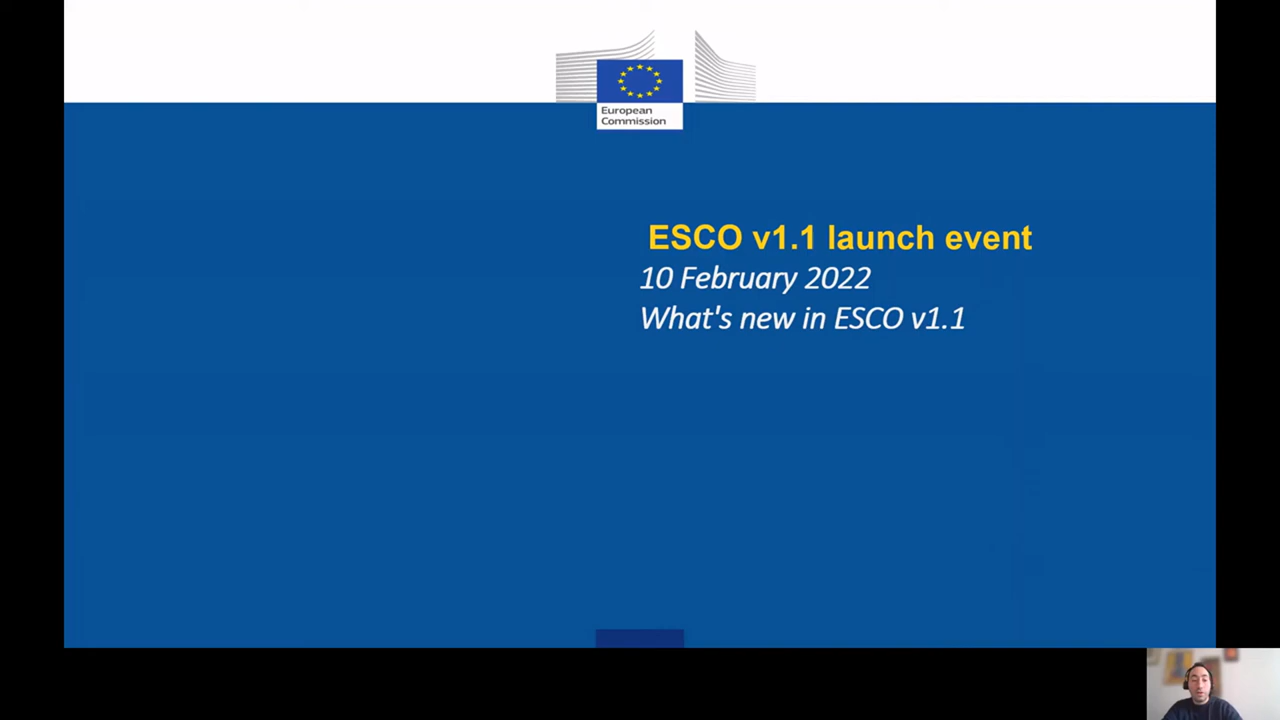 European
Commission
ESCO v1.1 launch event
10 February 2022
What's new in ESCO v1.1